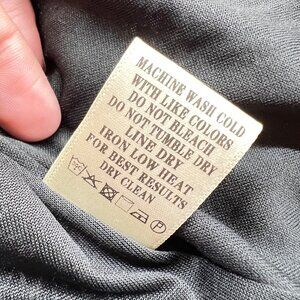 MACHINE WASH COLD
WITH LIKE COLORS
DO NOT BLEACH
DO NOT TUMBLE DRY
LINE DRY
IRON LOW HEAT
FOR BEST RESULTS
DRY CLEAN
P